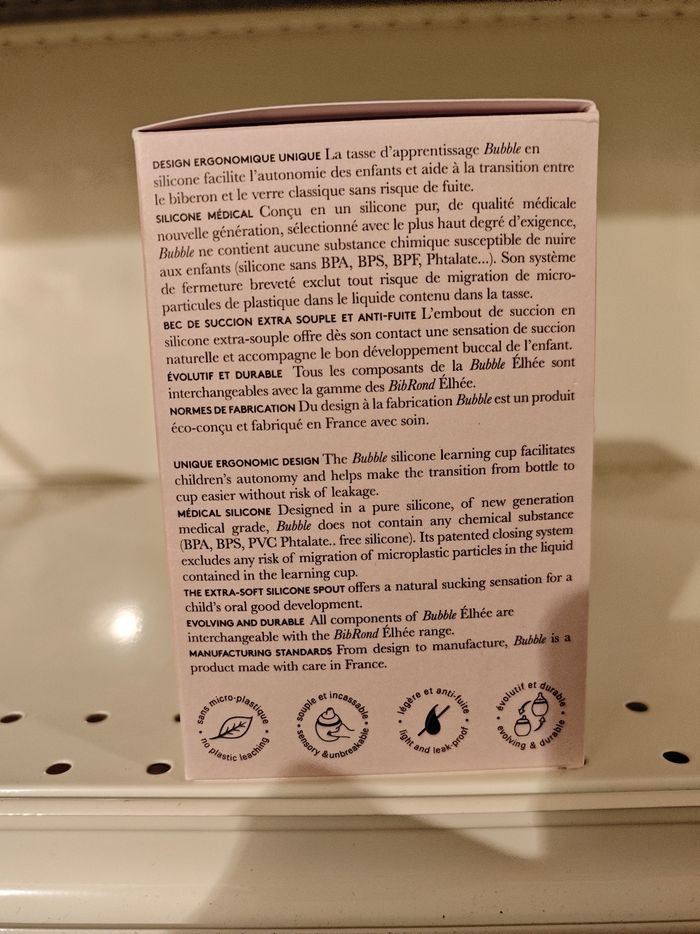 DESIGN ERGONOMIQUE UNIQUE La tasse d'apprentissage Bubble en
silicone facilite l'autonomie des enfants et aide à la transition entre
le biberon et le verre classique sans risque de fuite.
SILICONE MÉDICAL Conçu en un silicone pur, de qualité médicale
nouvelle génération, sélectionné avec le plus haut degré d'exigence,
Bubble ne contient aucune substance chimique susceptible de nuire
aux enfants (silicone sans BPA, BPS, BPF, Phtalate...). Son système
de fermeture breveté exclut tout risque de migration de micro-
particules de plastique dans le liquide contenu dans la tasse.
BEC DE SUCCION EXTRA SOUPLE ET ANTI-FUITE L'embout de succion en
silicone extra-souple offre dès son contact une sensation de succion
naturelle et accompagne le bon développement buccal de l'enfant.
ÉVOLUTIF ET DURABLE Tous les composants de la Bubble Élhée sont
interchangeables avec la gamme des BibRond Élhée.
NORMES DE FABRICATION Du design à la fabrication Bubble est un produit
éco-conçu et fabriqué en France avec soin.
UNIQUE ERGONOMIC DESIGN The Bubble silicone learning cup facilitates
children's autonomy and helps make the transition from bottle to
cup easier without risk of leakage.
MÉDICAL SILICONE Designed in a pure silicone, of new generation
medical grade, Bubble does not contain any chemical substance
(BPA, BPS, PVC Phtalate.. free silicone). Its patented closing system
excludes any risk of migration of microplastic particles in the liquid
contained in the learning cup.
THE EXTRA-SOFT SILICONE SPOUT offers a natural sucking sensation for a
child's oral good development.
EVOLVING AND DURABLE All components of Bubble Élhée are
interchangeable with the BibRond Élhée range.
MANUFACTURING STANDARDS From design to manufacture, Bubble is a
product made with care in France.
sans micro-plastique
no plastic leaching
souple et incassable
sensory & unbreakable
légère et anti-fuite
light and leak-proof
évolutif et durable
evolving & durable